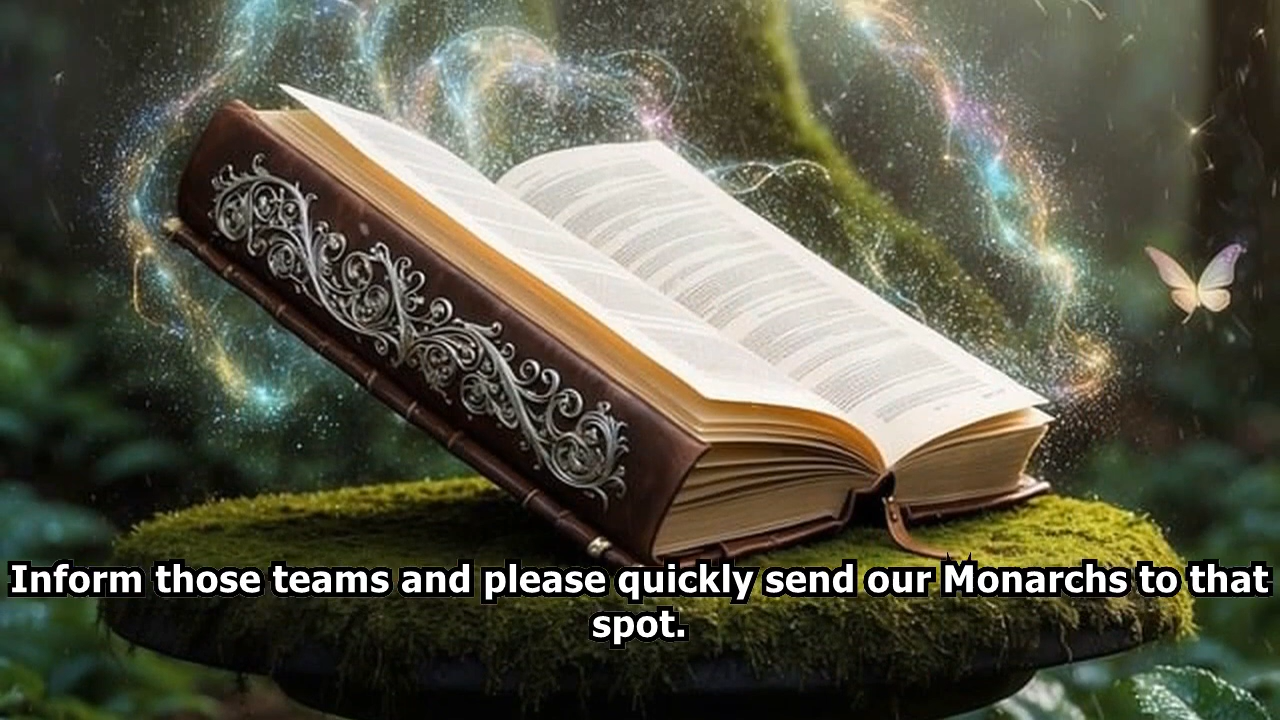 Inform those teams and please quickly send our Monarchs to that
spot.